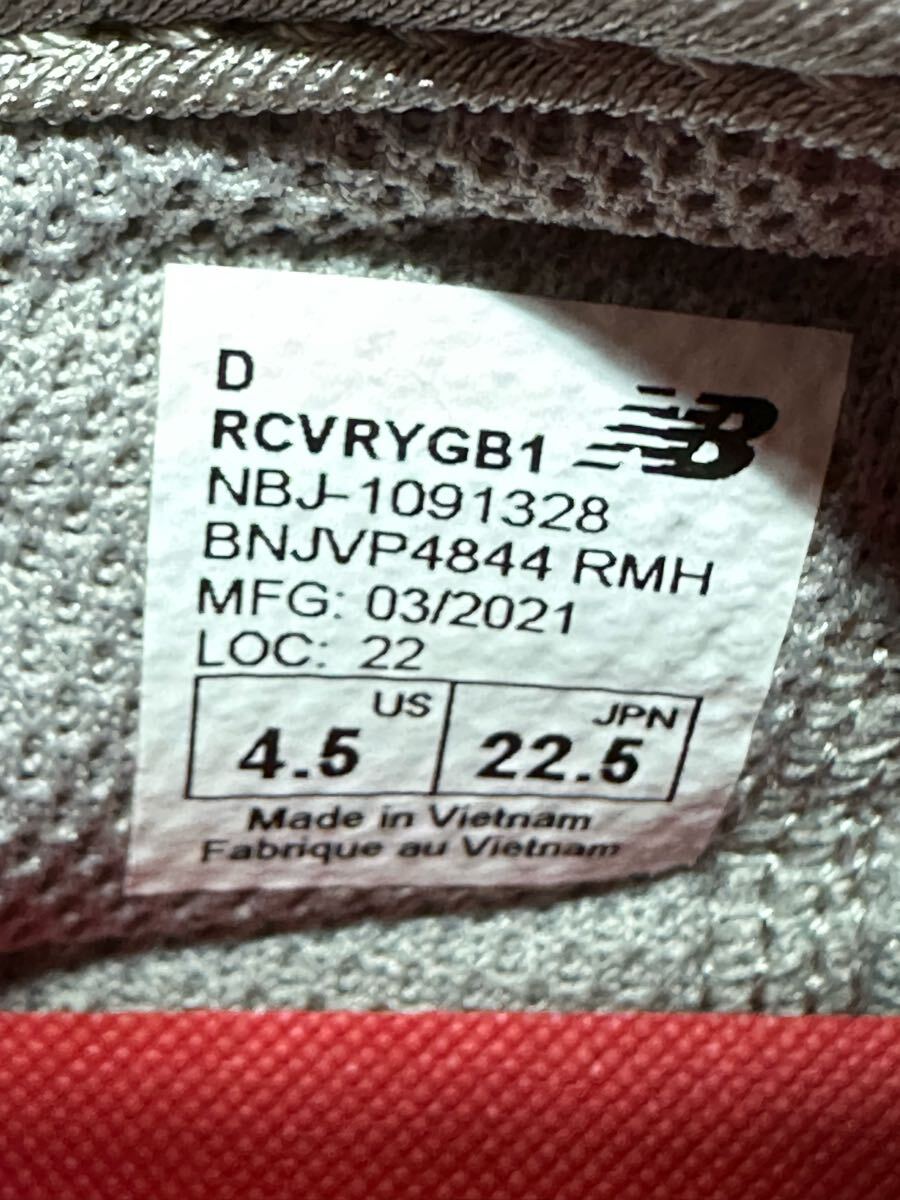 D
RCVRYGB1 NB
NBJ-1091328
BNJVP4844 RMH
MFG: 03/2021
LOC: 22
US JPN
4.5 22.5
Made in Vietnam
Fabrique au Vietnam